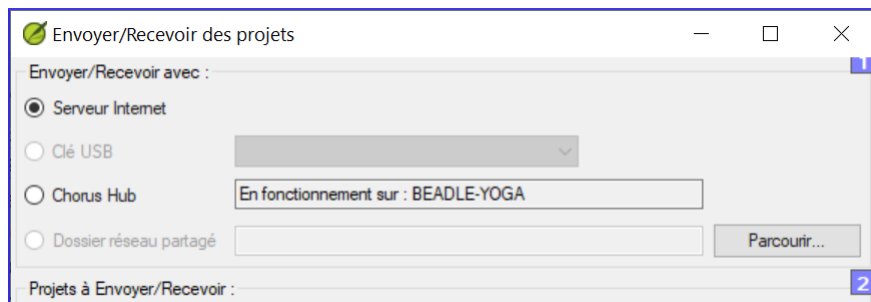 Envoyer/Recevoir des projets
Envoyer/Recevoir avec :
1
Serveur Internet
Clé USB
Chorus Hub En fonctionnement sur : BEADLE-YOGA
Dossier réseau partagé Parcourir...
Projets à Envoyer/Recevoir :
2